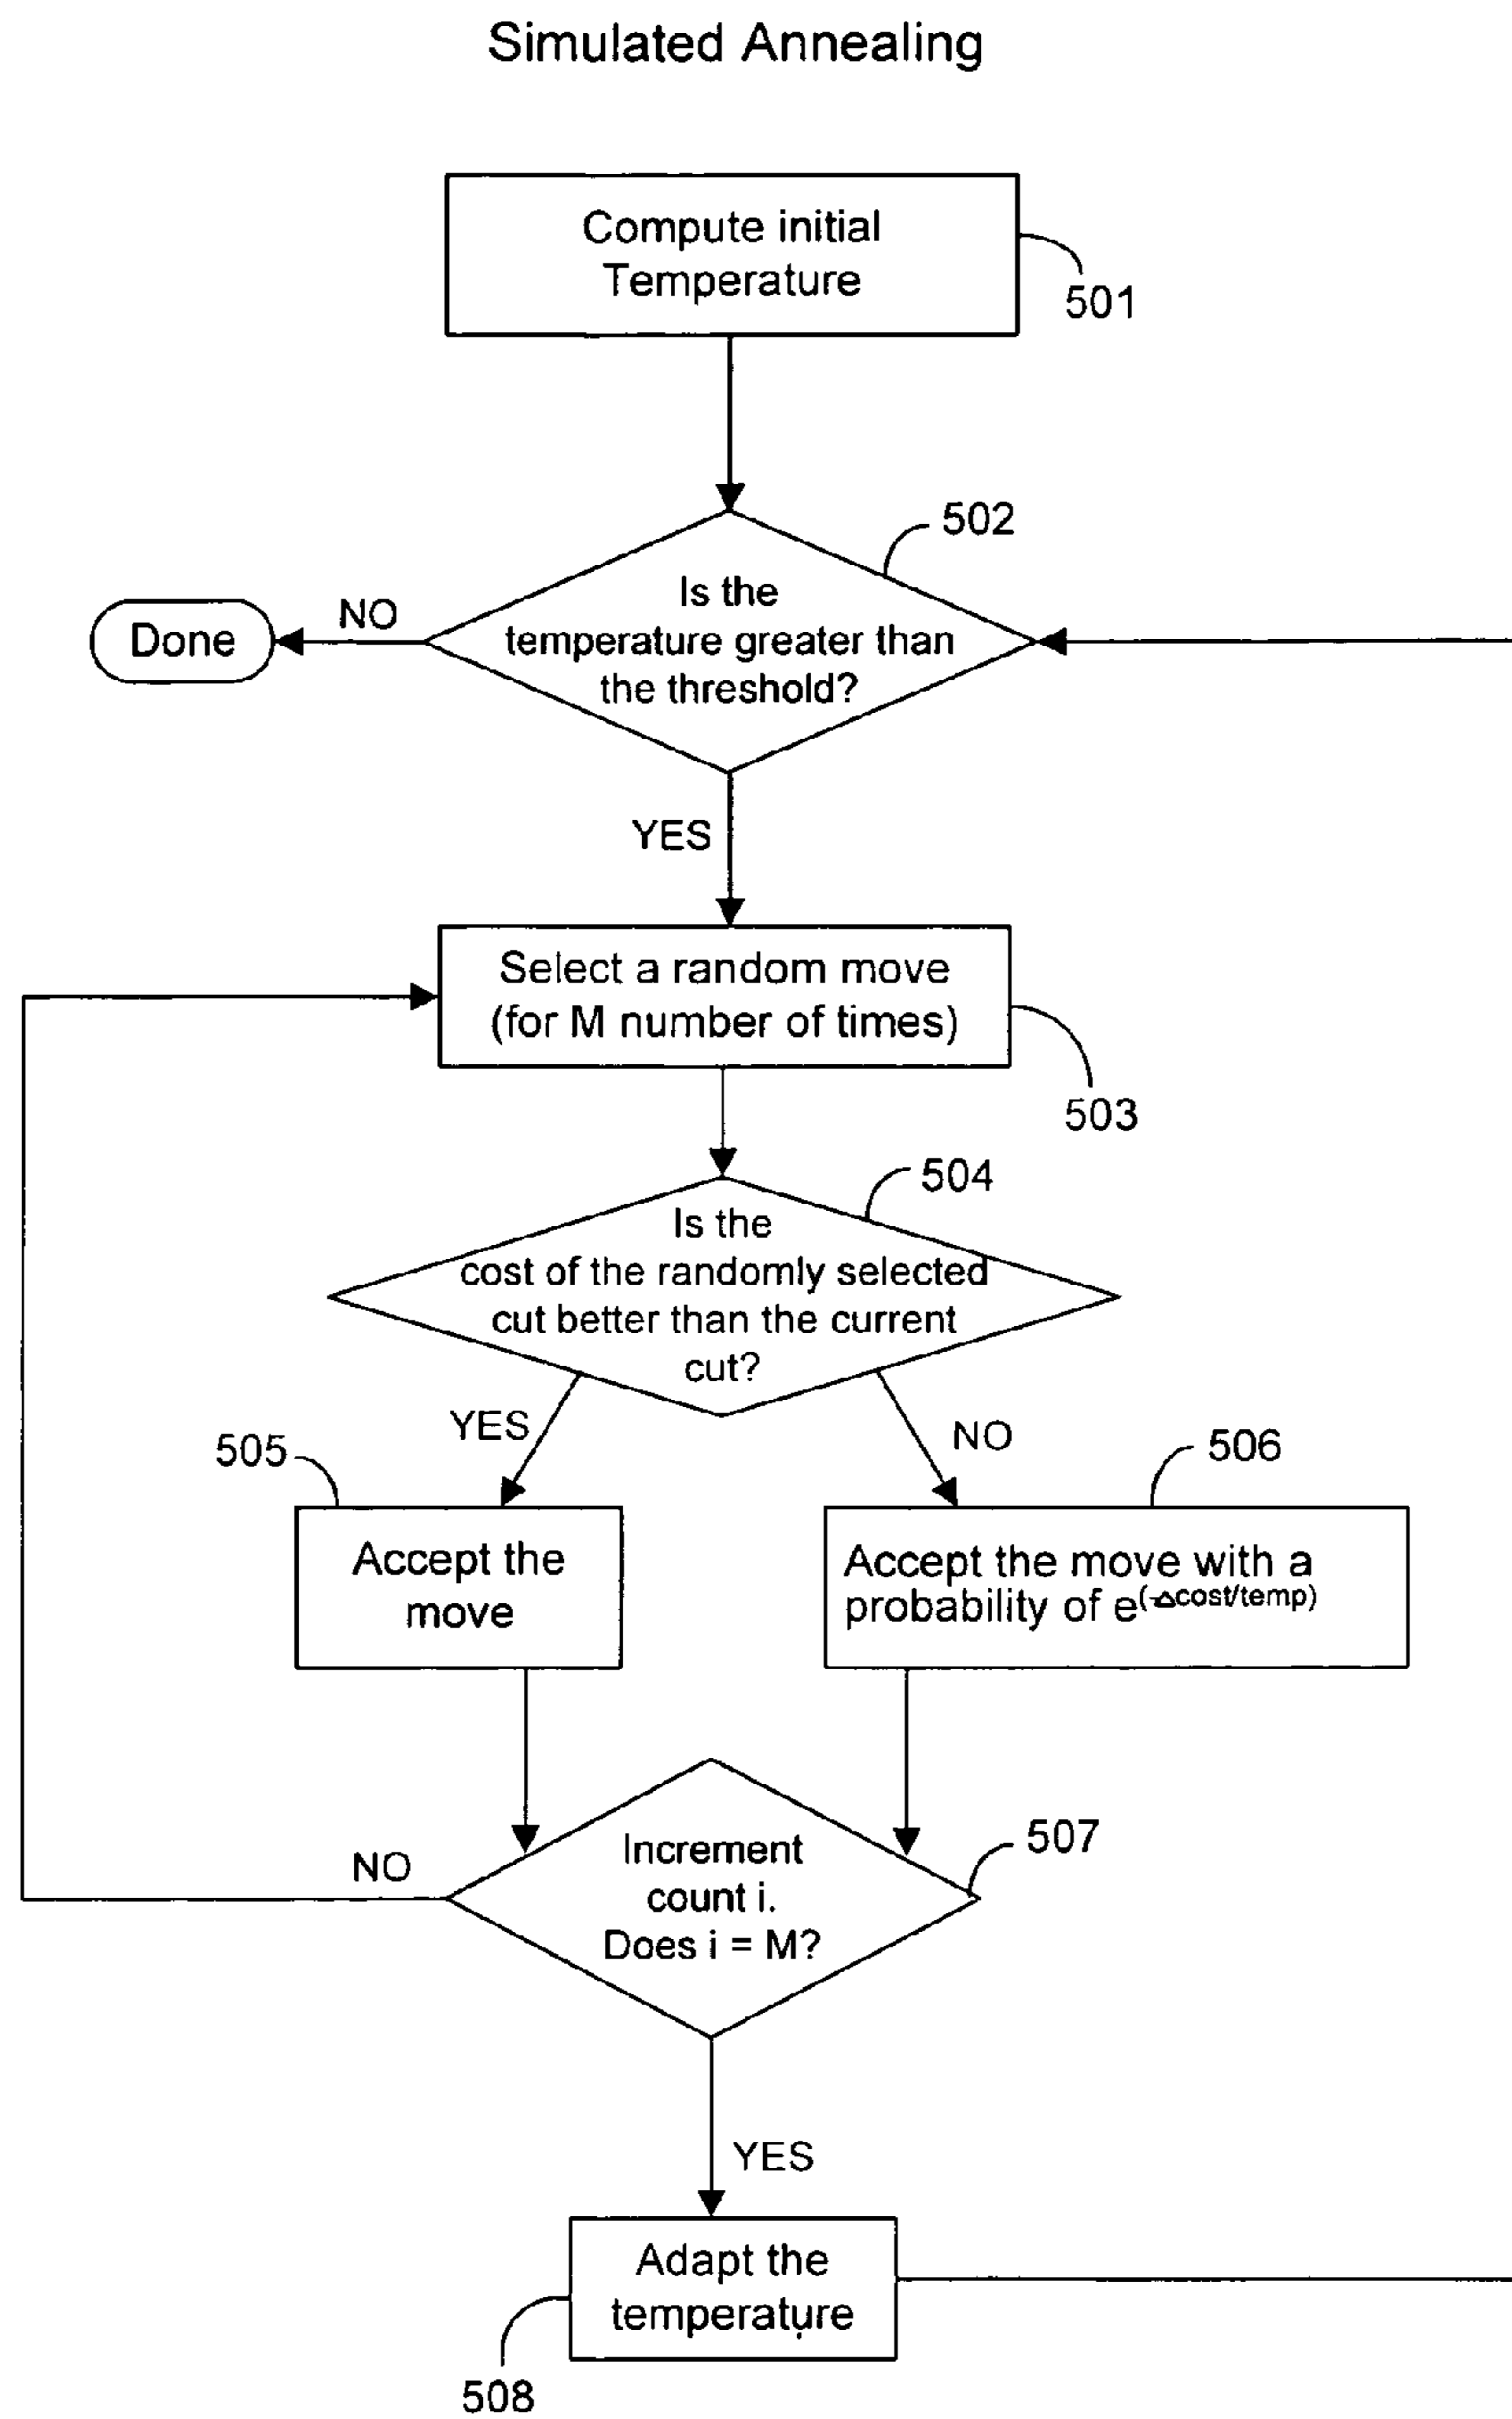 Simulated Annealing
Compute initial
Temperature
501
502
Is the
temperature greater than
the threshold?
NO
Done
YES
Select a random move
(for M number of times)
503
504
Is the
cost of the randomly selected
cut better than the current
cut?
YES
NO
505
506
Accept the
move
Accept the move with a
probability of e(-Δcost/temp)
507
Increment
count i.
Does i = M?
NO
YES
Adapt the
temperature
508